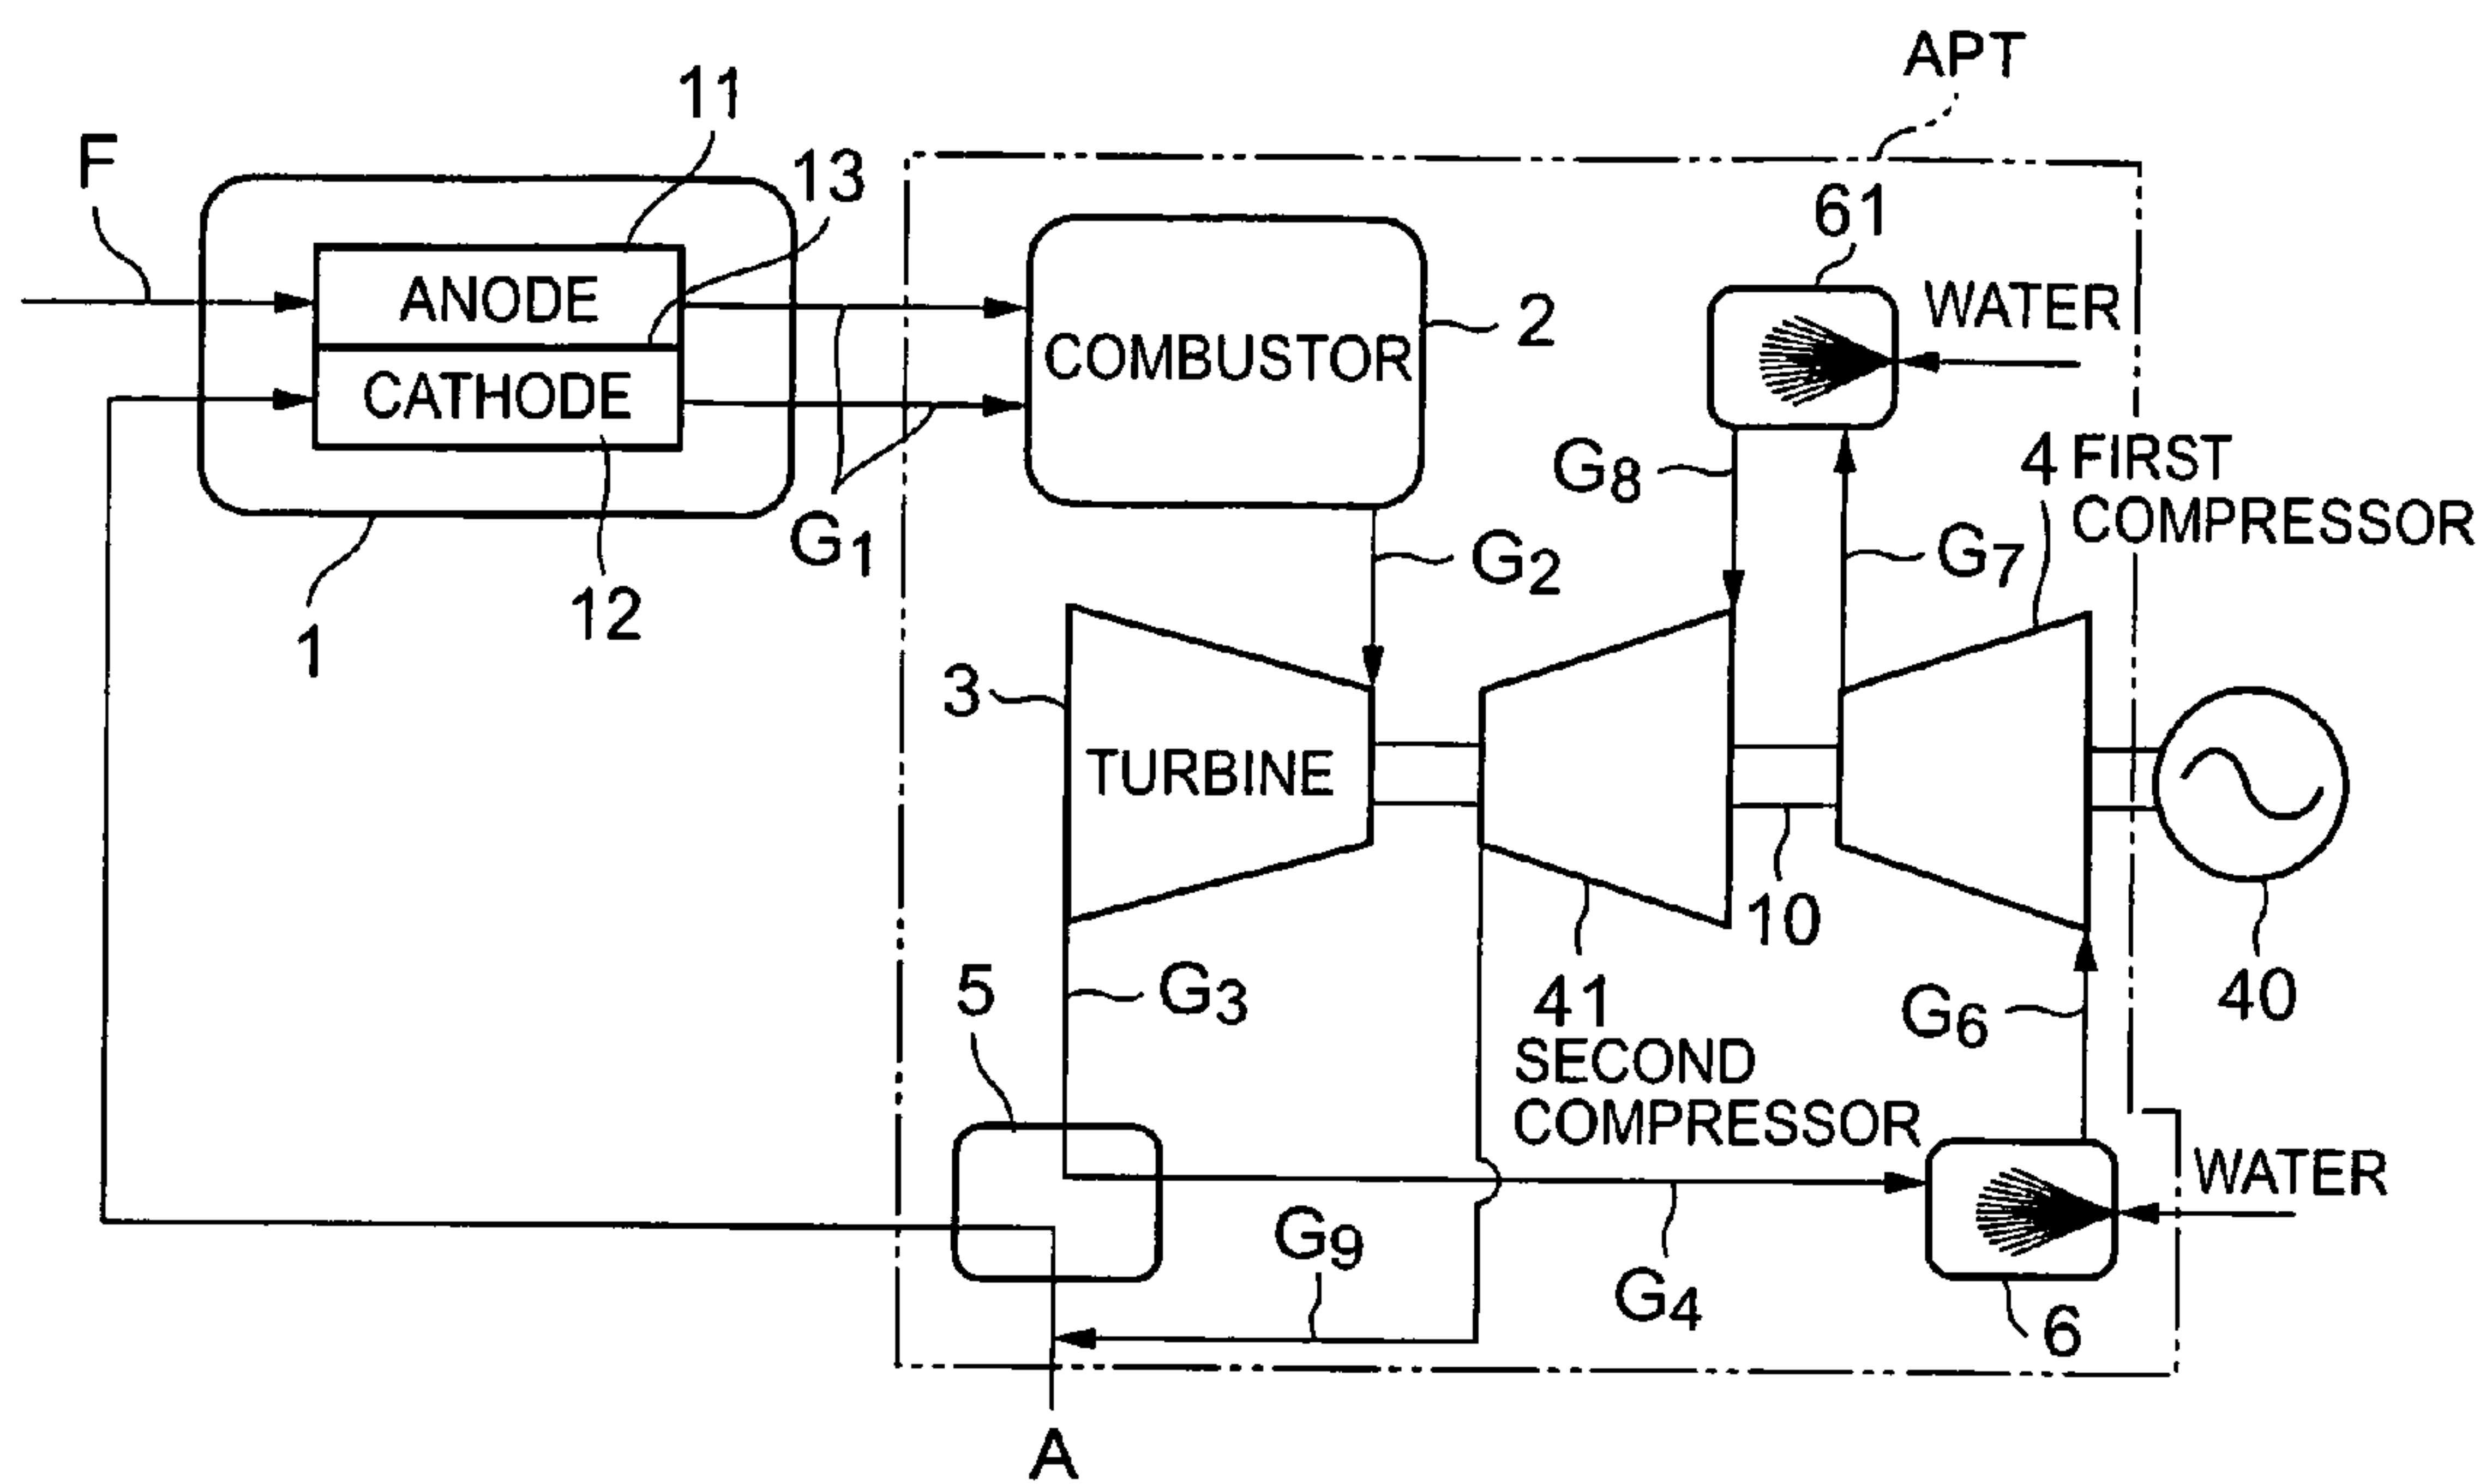 APT
11
F
13
61
ANODE
WATER
2
COMBUSTOR
CATHODE
4 FIRST
COMPRESSOR
G8
G1
G2
G7
12
1
3
TURBINE
10
5
G3
41
SECOND
COMPRESSOR
G6
40
WATER
G9
G4
6
A